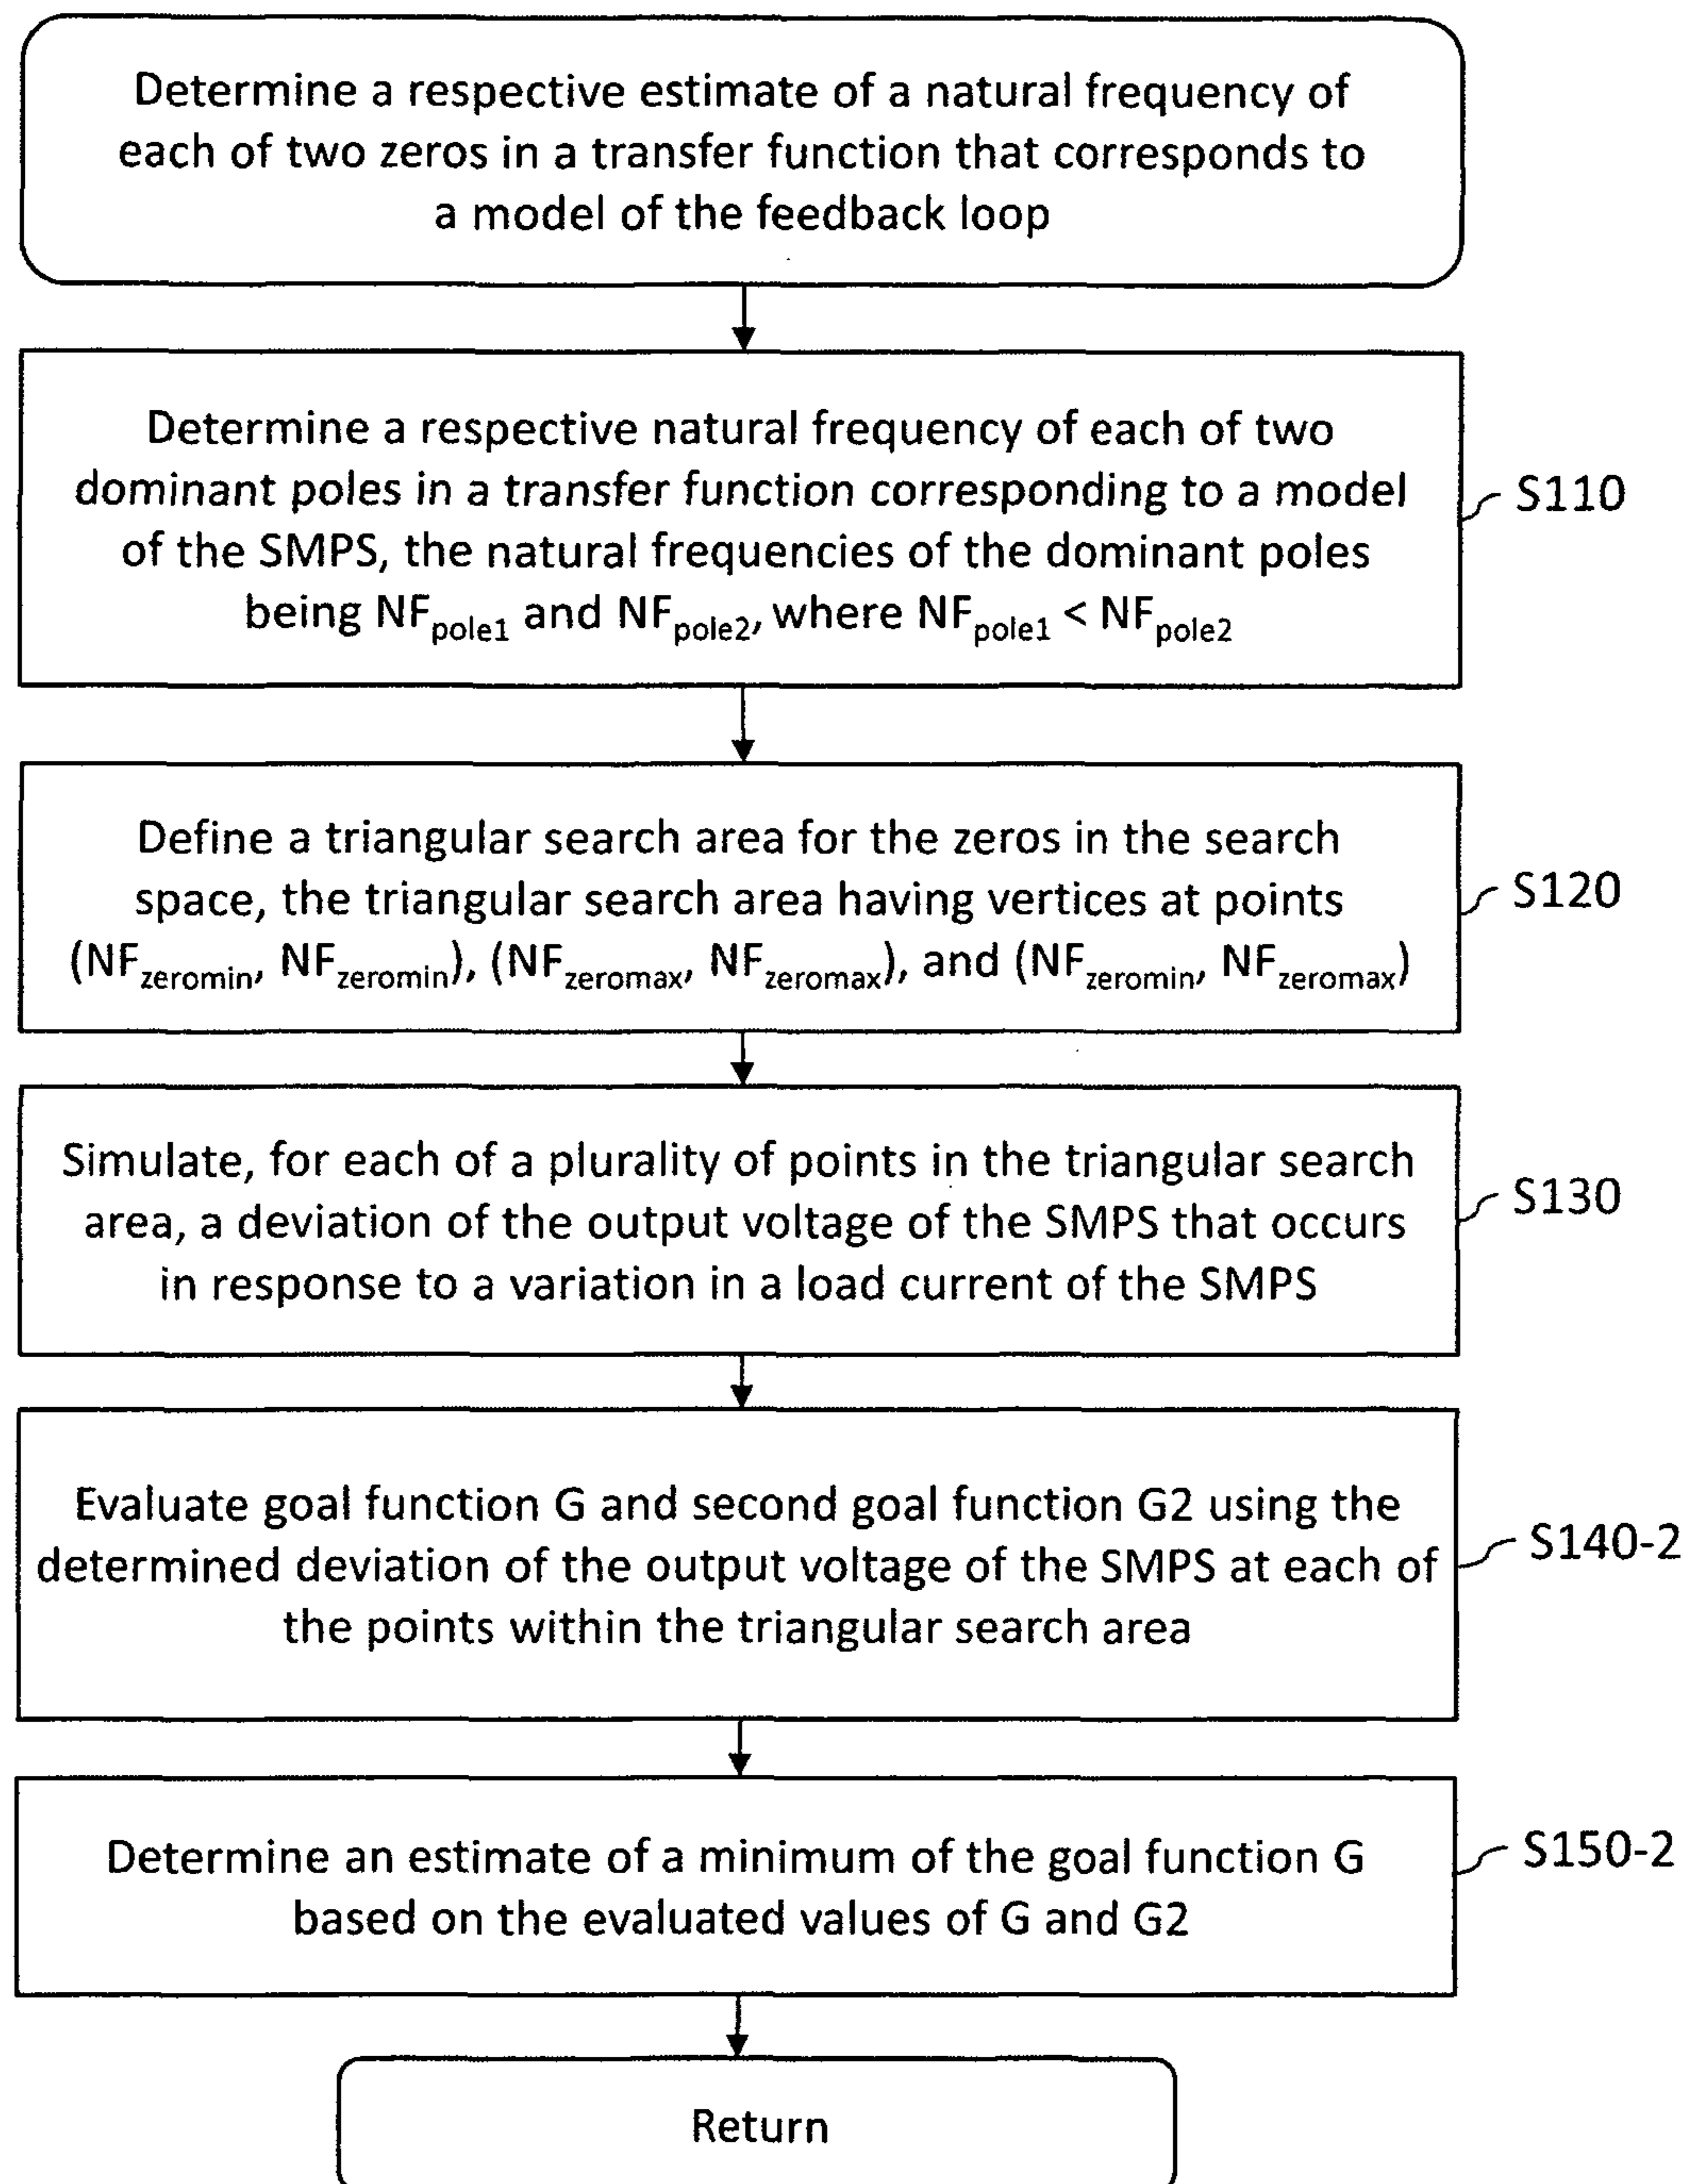 Determine a respective estimate of a natural frequency of
each of two zeros in a transfer function that corresponds to
a model of the feedback loop
Determine a respective natural frequency of each of two
dominant poles in a transfer function corresponding to a model
of the SMPS, the natural frequencies of the dominant poles
being NFpole1 and NFpole2, where NFpole1 < NFpole2
S110
Define a triangular search area for the zeros in the search
space, the triangular search area having vertices at points
(NFzeromin, NFzeromin), (NFzeromax, NFzeromax), and (NFzeromin, NFzeromax)
S120
Simulate, for each of a plurality of points in the triangular search
area, a deviation of the output voltage of the SMPS that occurs
in response to a variation in a load current of the SMPS
S130
Evaluate goal function G and second goal function G2 using the
determined deviation of the output voltage of the SMPS at each of
the points within the triangular search area
S140-2
Determine an estimate of a minimum of the goal function G
based on the evaluated values of G and G2
S150-2
Return